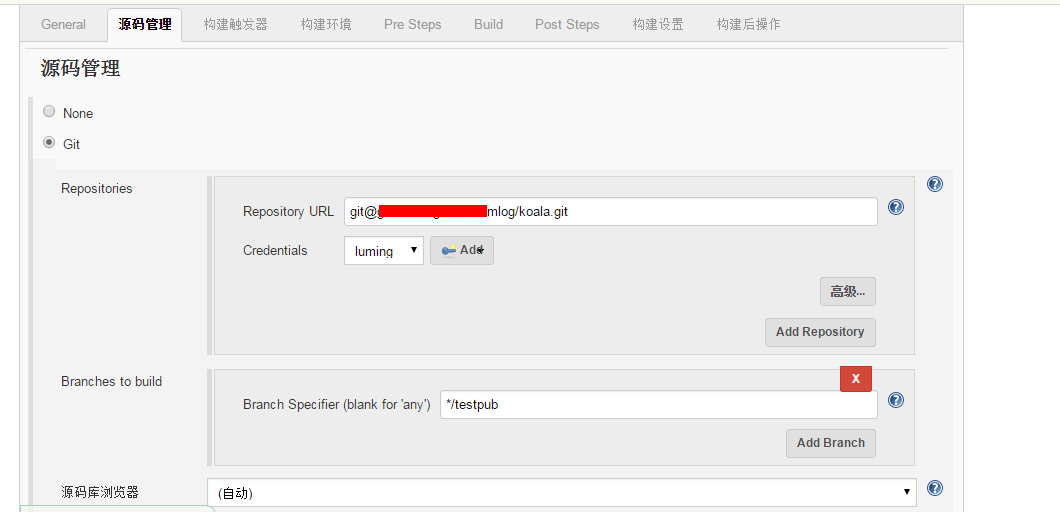 General 源码管理 构建触发器 构建环境 Pre Steps Build Post Steps 构建设置 构建后操作
源码管理
None
Git
Repositories
Repository URL git@ mlog/koala.git
Credentials luming Add
高级...
Add Repository
Branches to build
X
Branch Specifier (blank for 'any') */testpub
Add Branch
源码库浏览器 (自动)